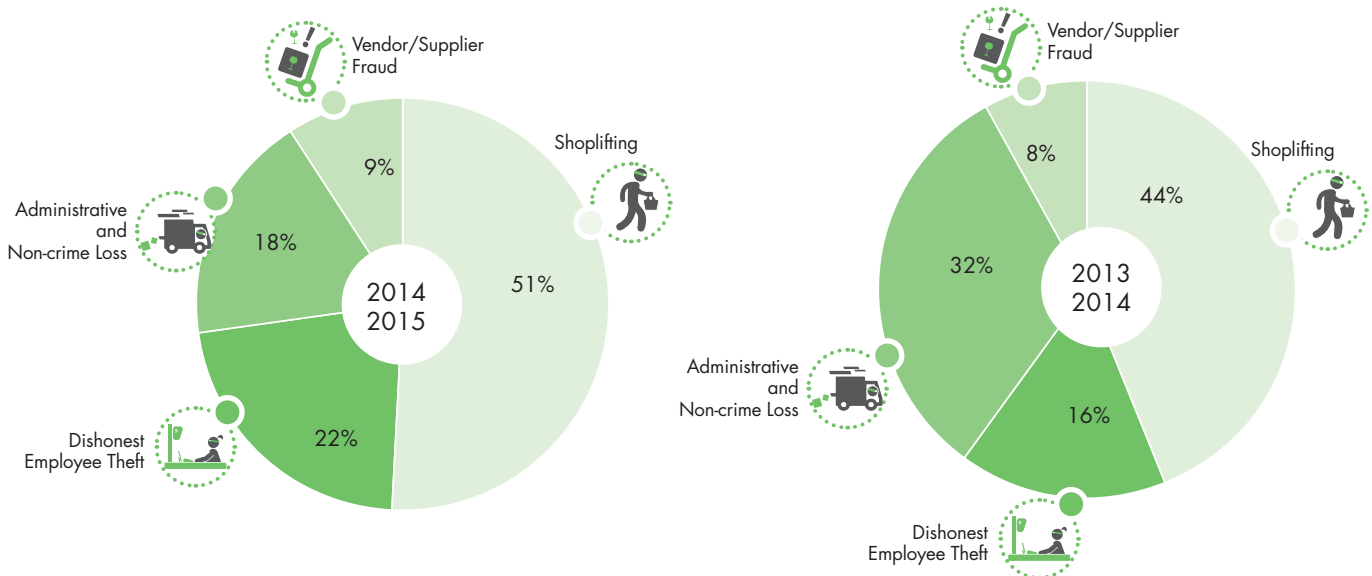 Vendor/Supplier
Fraud
9%
Shoplifting
51%
Administrative
and
Non-crime Loss
18%
2014
2015
Dishonest
Employee Theft
22%
Vendor/Supplier
Fraud
8%
Shoplifting
44%
32%
2013
2014
Administrative
and
Non-crime Loss
16%
Dishonest
Employee Theft